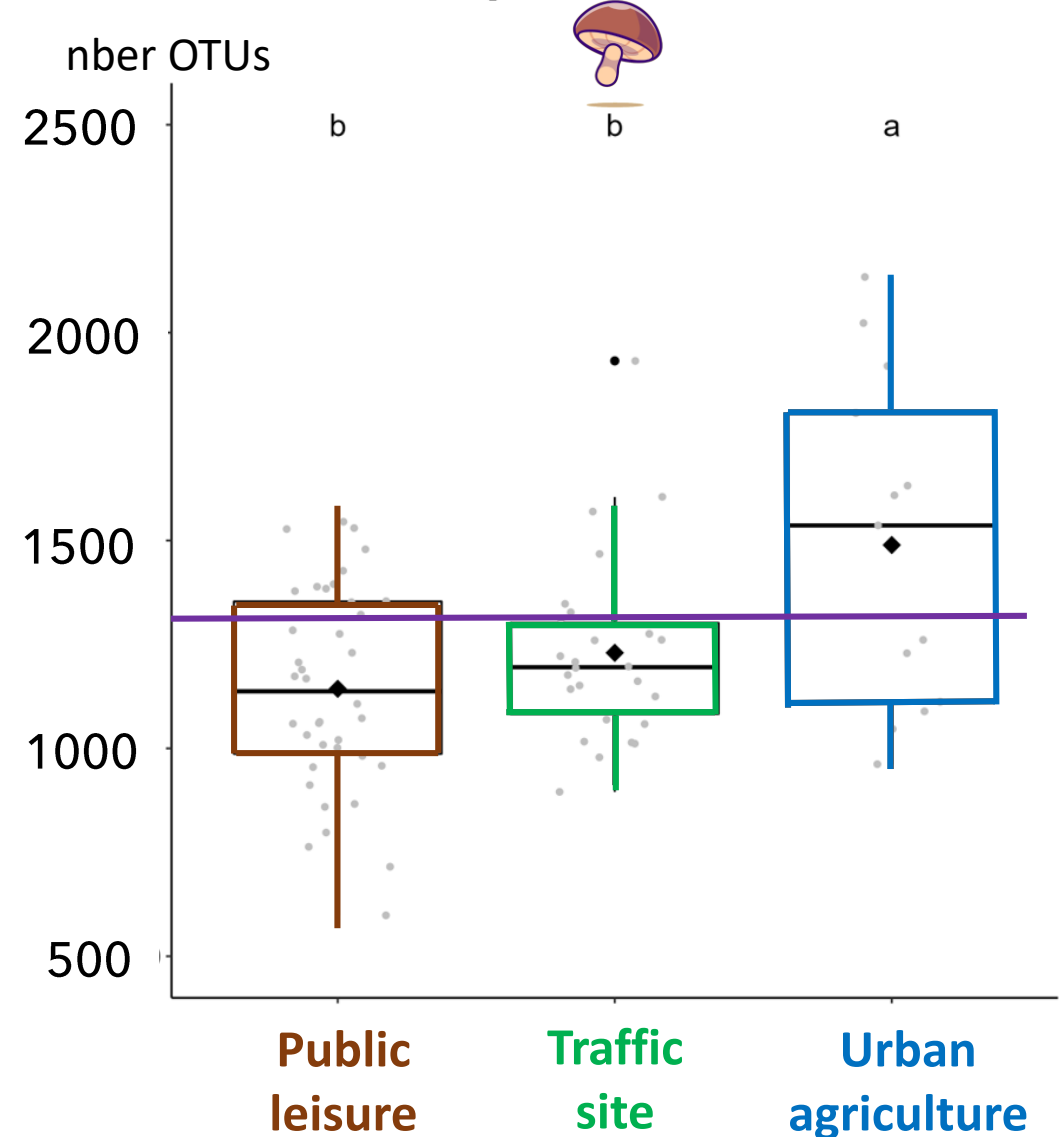 nber OTUs
2500
b
b
a
2000
1500
1000
500
Public
leisure
Traffic
site
Urban
agriculture